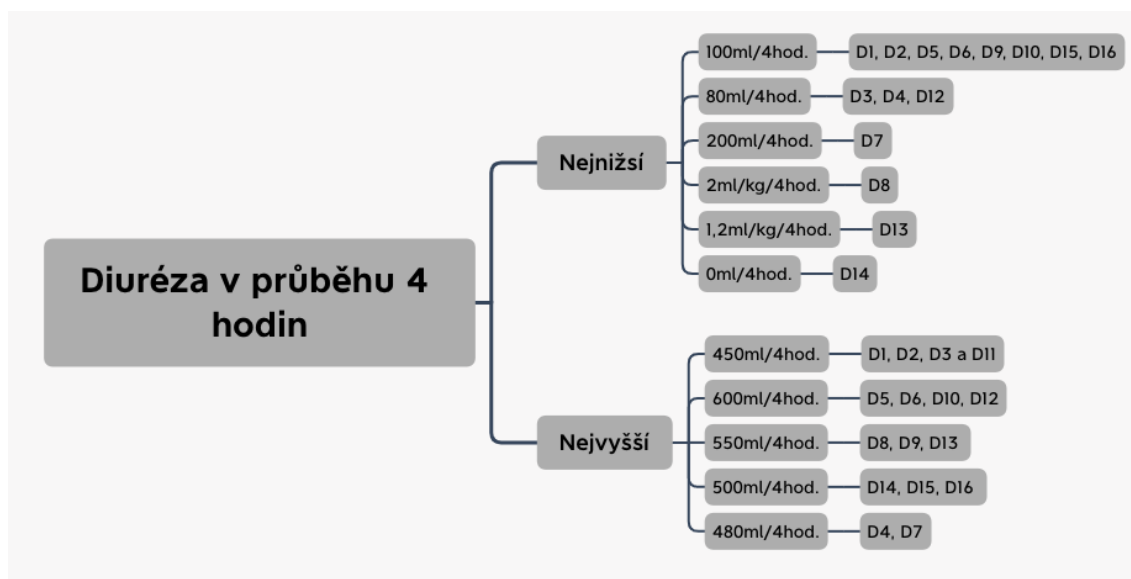 Diuréza v průběhu 4
hodin
Nejnižsí
100ml/4hod.
D1, D2, D5, D6, D9, D10, D15, D16
80ml/4hod.
D3, D4, D12
200ml/4hod.
D7
2ml/kg/4hod.
D8
1,2ml/kg/4hod.
D13
0ml/4hod.
D14
Nejvyšší
450ml/4hod.
D1, D2, D3 a D11
600ml/4hod.
D5, D6, D10, D12
550ml/4hod.
D8, D9, D13
500ml/4hod.
D14, D15, D16
480ml/4hod.
D4, D7